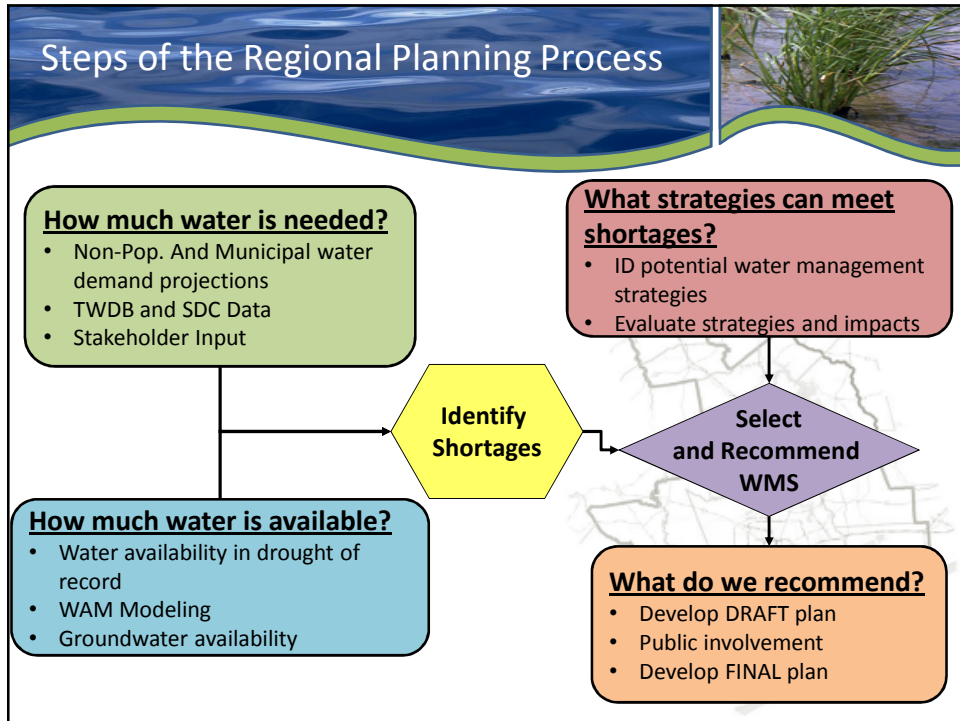 Steps of the Regional Planning Process
How much water is needed?
• Non-Pop. And Municipal water
demand projections
• TWDB and SDC Data
• Stakeholder Input
How much water is available?
• Water availability in drought of
record
• WAM Modeling
• Groundwater availability
Identify
Shortages
What strategies can meet
shortages?
• ID potential water management
strategies
• Evaluate strategies and impacts
Select
and Recommend
WMS
What do we recommend?
• Develop DRAFT plan
• Public involvement
• Develop FINAL plan